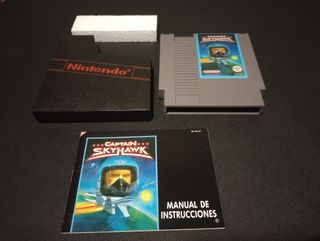 Nintendo®
CAPTAIN
SKYHAWK
CAPTAIN
SKYHAWK
MANUAL DE
INSTRUCCIONES